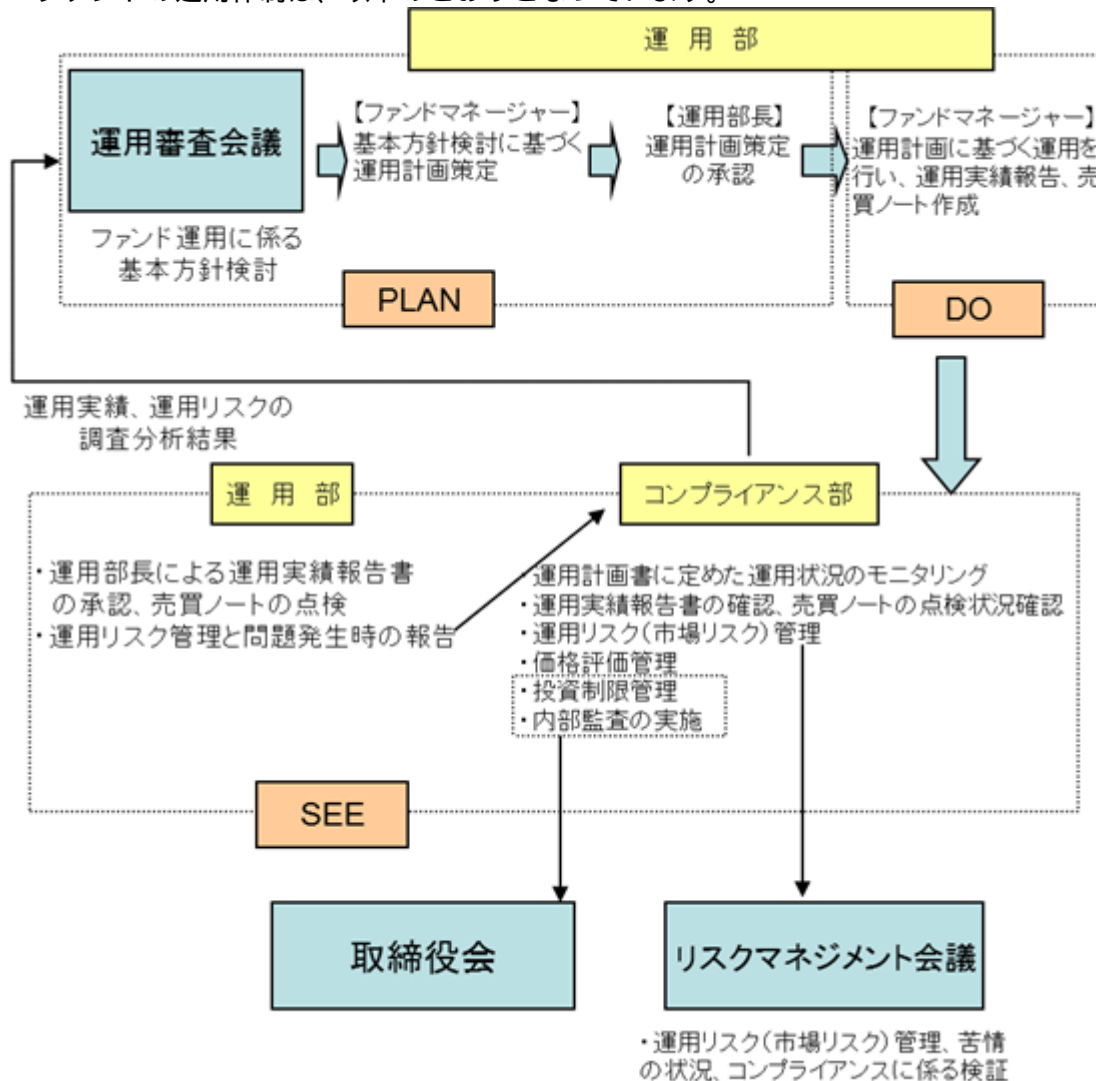 運 用 部
運用審査会議
ファンド運用に係る
基本方針検討
【ファンドマネージャー】
基本方針検討に基づく
運用計画策定
【運用部長】
運用計画策定
の承認
【ファンドマネージャー】
運用計画に基づく運用を
行い、運用実績報告、売
買ノート作成
PLAN
DO
運用実績、運用リスクの
調査分析結果
運 用 部
コンプライアンス部
・運用部長による運用実績報告書
の承認、売買ノートの点検
・運用リスク管理と問題発生時の報告
・運用計画書に定めた運用状況のモニタリング
・運用実績報告書の確認、売買ノートの点検状況確認
・運用リスク(市場リスク)管理
・価格評価管理
・投資制限管理
・内部監査の実施
SEE
取締役会
リスクマネジメント会議
・運用リスク(市場リスク)管理、苦情
の状況、コンプライアンスに係る検証